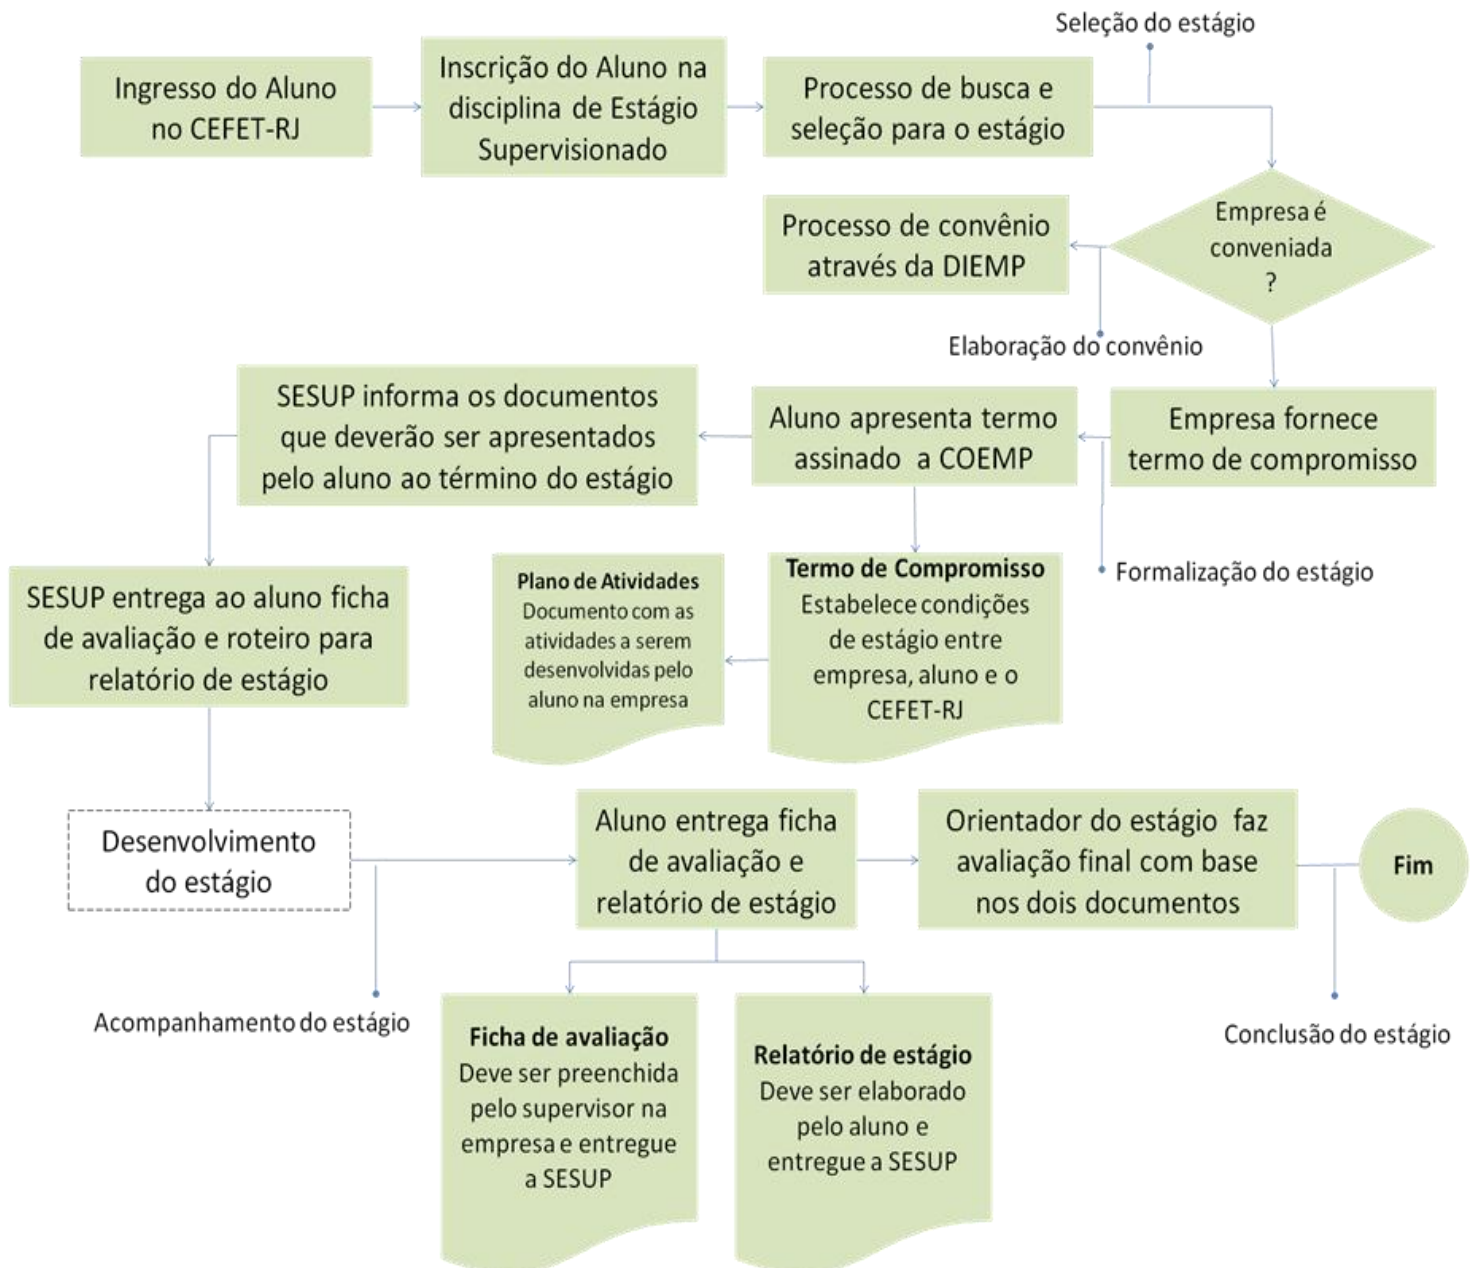 Seleção do estágio
Ingresso do Aluno
no CEFET-RJ
Inscrição do Aluno na
disciplina de Estágio
Supervisionado
Processo de busca e
seleção para o estágio
Empresa é
conveniada
?
Processo de convênio
através da DIEMP
Elaboração do convênio
Empresa fornece
termo de compromisso
Aluno apresenta termo
assinado a COEMP
SESUP informa os documentos
que deverão ser apresentados
pelo aluno ao término do estágio
Formalização do estágio
Termo de Compromisso
Estabelece condições
de estágio entre
empresa, aluno e o
CEFET-RJ
Plano de Atividades
Documento com as
atividades a serem
desenvolvidas pelo
aluno na empresa
SESUP entrega ao aluno ficha
de avaliação e roteiro para
relatório de estágio
Desenvolvimento
do estágio
Aluno entrega ficha
de avaliação e
relatório de estágio
Orientador do estágio faz
avaliação final com base
nos dois documentos
Fim
Acompanhamento do estágio
Ficha de avaliação
Deve ser preenchida
pelo supervisor na
empresa e entregue
a SESUP
Relatório de estágio
Deve ser elaborado
pelo aluno e
entregue a SESUP
Conclusão do estágio